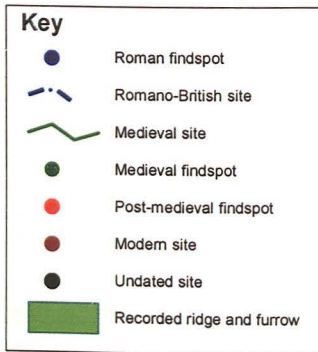 Key
Roman findspot
Romano-British site
Medieval site
Medieval findspot
Post-medieval findspot
Modern site
Undated site
Recorded ridge and furrow